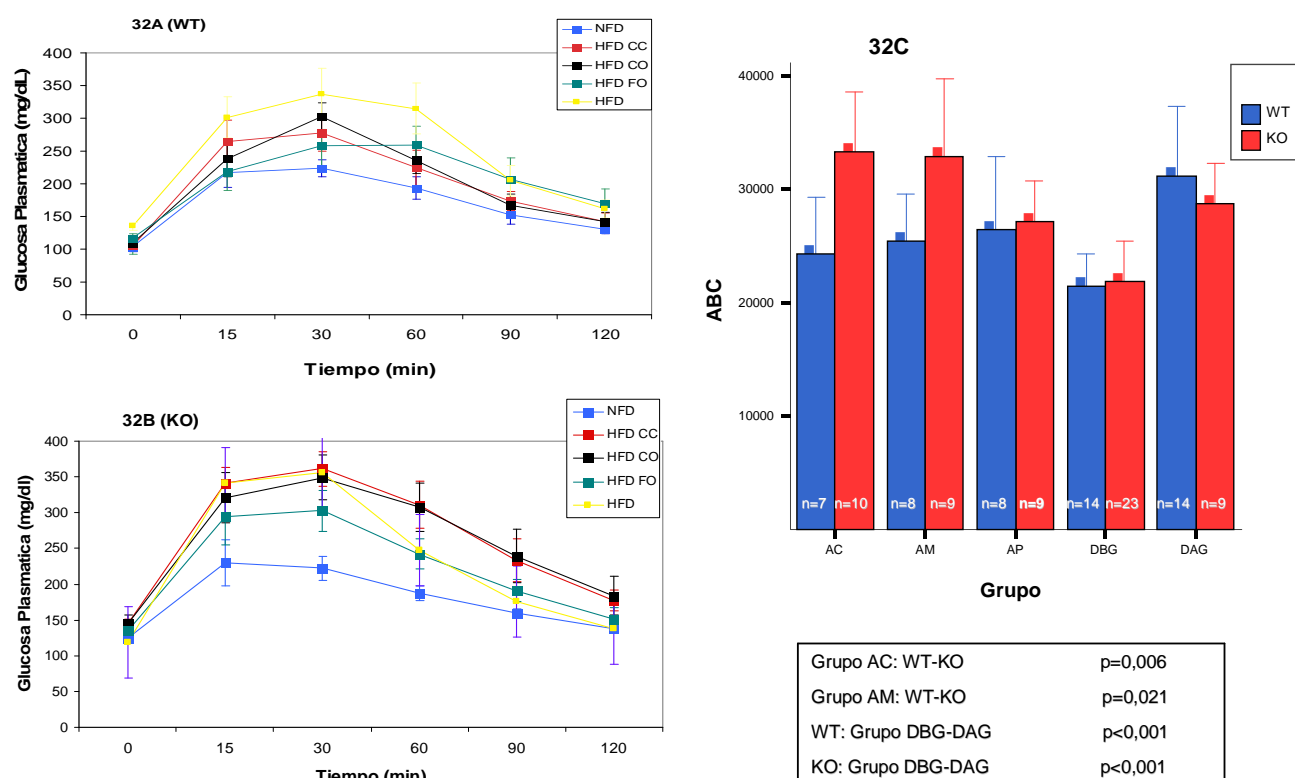 32A (WT)
NFD
HFD CC
HFD CO
HFD FO
HFD
Glucosa Plasmatica (mg/dL)
400
350
300
250
200
150
100
50
0
0 15 30 60 90 120
Tiempo (min)
32B (KO)
NFD
HFD CC
HFD CO
HFD FO
HFD
Glucosa Plasmatica (mg/dl)
400
350
300
250
200
150
100
50
0
0 15 30 60 90 120
Tiempo (min)
32C
WT
KO
ABC
40000
30000
20000
10000
n=7 n=10 n=8 n=9 n=8 n=9 n=14 n=23 n=14 n=9
AC AM AP DBG DAG
Grupo
Grupo AC: WT-KO p=0,006
Grupo AM: WT-KO p=0,021
WT: Grupo DBG-DAG p<0,001
KO: Grupo DBG-DAG p<0,001